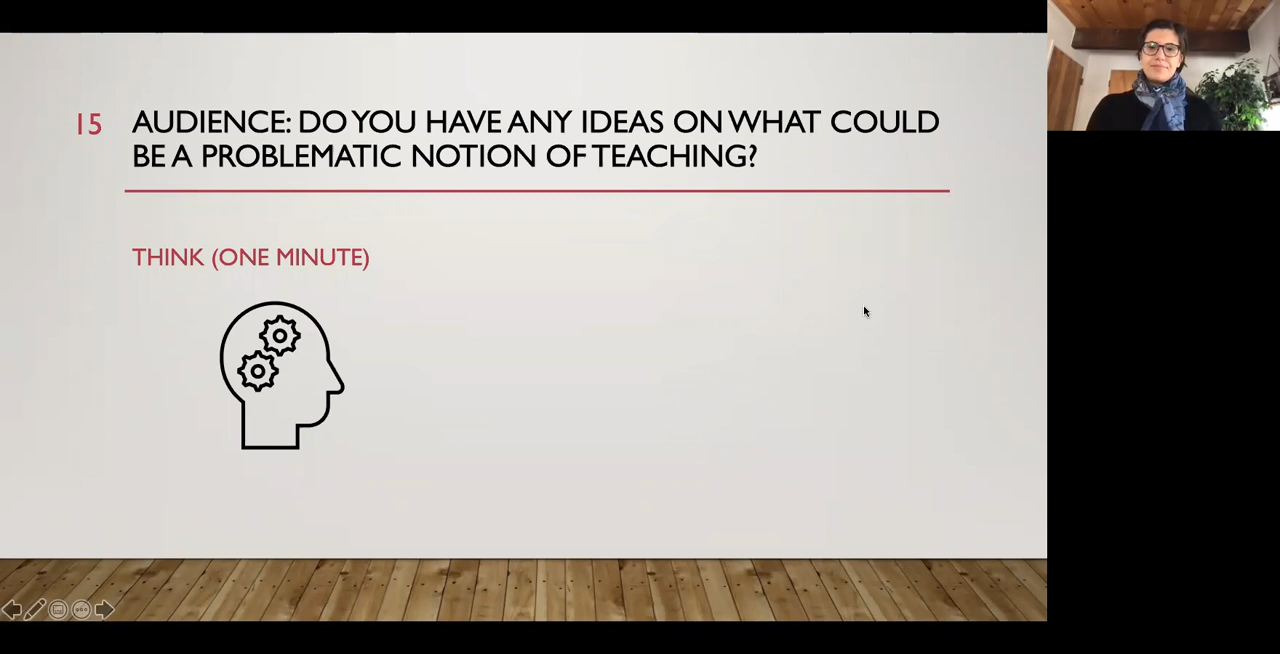 15
AUDIENCE: DO YOU HAVE ANY IDEAS ON WHAT COULD
BE A PROBLEMATIC NOTION OF TEACHING?
THINK (ONE MINUTE)